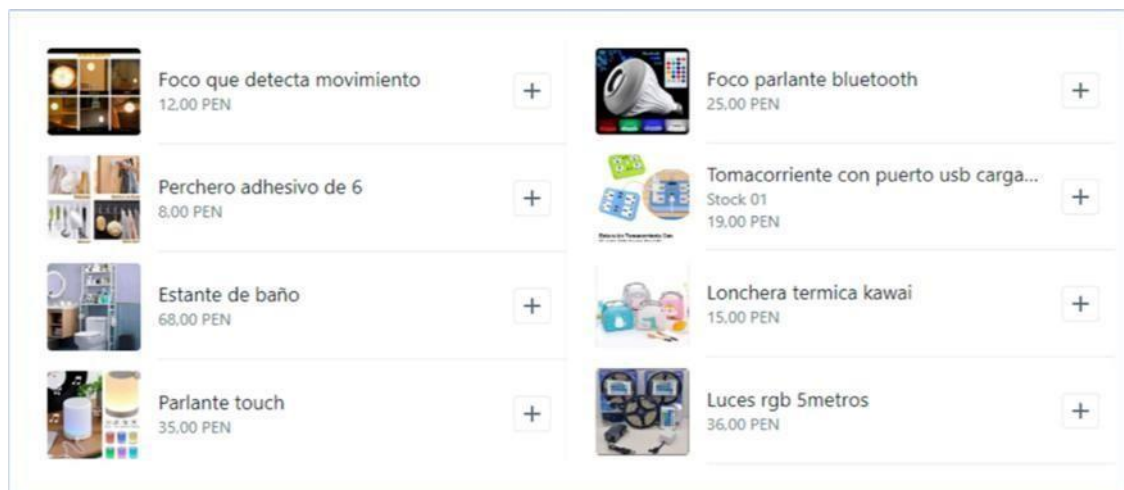 Foco que detecta movimiento
12,00 PEN
Perchero adhesivo de 6
8,00 PEN
Estante de baño
68,00 PEN
Parlante touch
35,00 PEN
Foco parlante bluetooth
25,00 PEN
Tomacorriente con puerto usb carga...
Stock 01
19,00 PEN
Lonchera termica kawai
15,00 PEN
Luces rgb 5metros
36,00 PEN